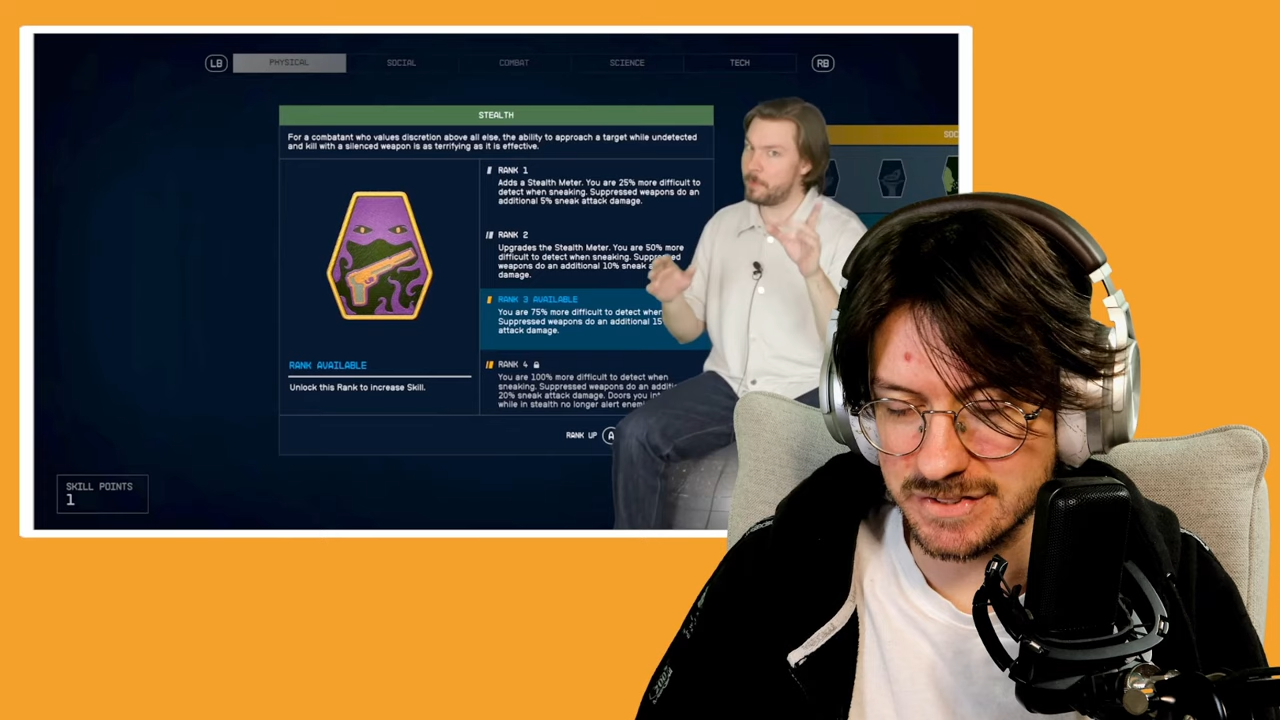 LB
PHYSICAL
SOCIAL
COMBAT
SCIENCE
TECH
RB
STEALTH
For a combatant who values discretion above all else, the ability to approach a target while undetected
and kill with a silenced weapon is as terrifying as it is effective.
RANK 1
Adds a Stealth Meter. You are 25% more difficult to
detect when sneaking. Suppressed weapons do an
additional 5% sneak attack damage.
RANK 2
Upgrades the Stealth Meter. You are 50% more
difficult to detect when sneaking.
weapons do an additional 10% sneak
damage.
RANK 3 AVAILABLE
You are 75% more difficult to detect when
Suppressed weapons do an additional 15
attack damage.
RANK 4
You are 100% more difficult to detect when
sneaking. Suppressed weapons do an
20% sneak attack damage. Doors you
while in stealth no longer alert
RANK AVAILABLE
Unlock this Rank to increase Skill.
RANK UP A
SKILL POINTS
1